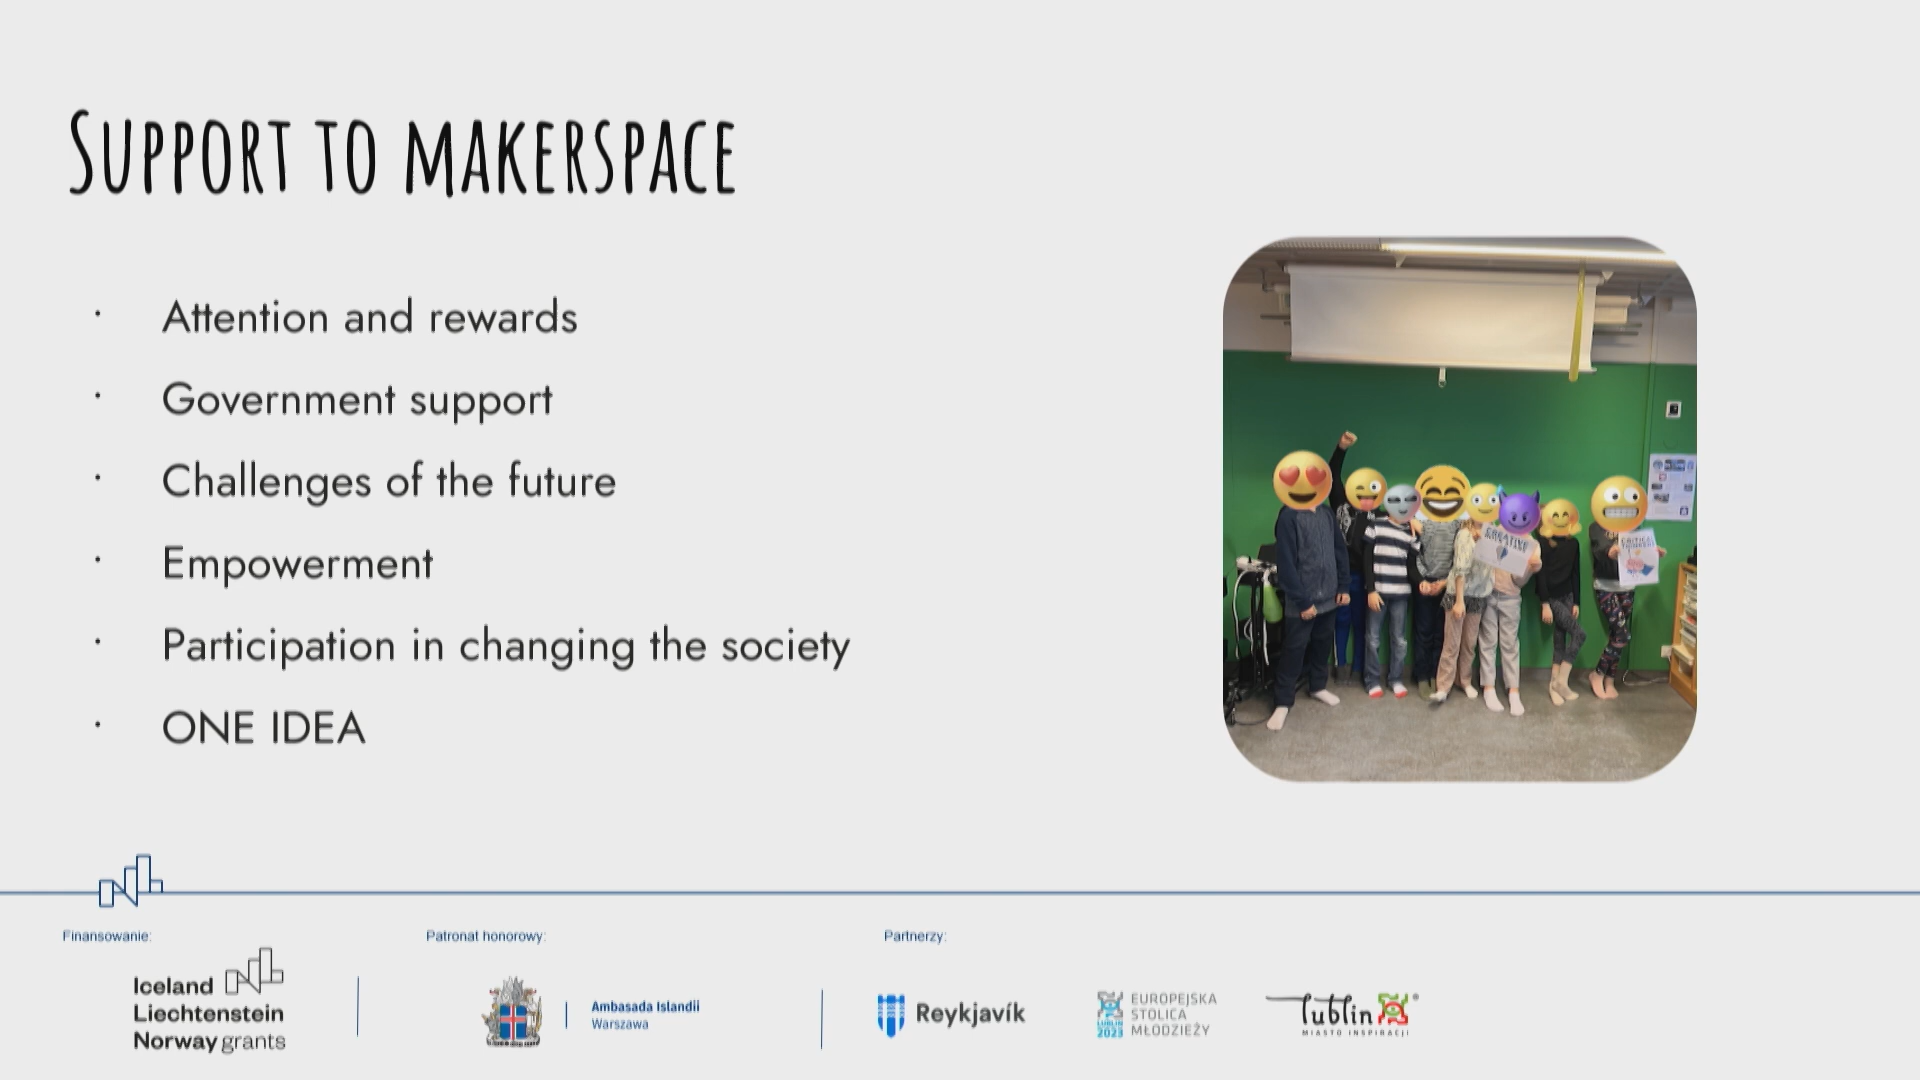 Support to makerspace
· Attention and rewards
· Government support
· Challenges of the future
· Empowerment
· Participation in changing the society
· ONE IDEA
CREATIVE
CRITICAL
Finansowanie:
Iceland
Liechtenstein
Norway grants
Patronat honorowy:
Ambasada Islandii
Warszawa
Partnerzy:
Reykjavík
LUBLIN
2023
EUROPEJSKA
STOLICA
MŁODZIEŻY
lublin
MIASTO INSPIRACJI